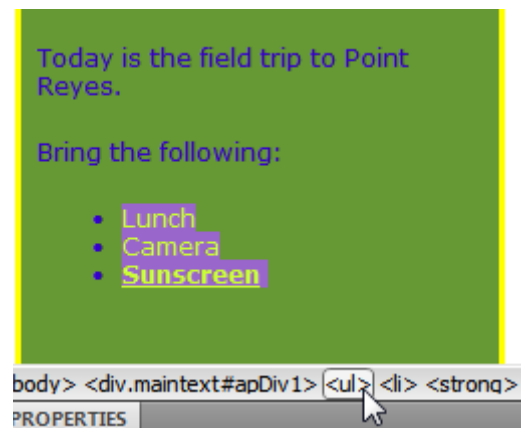 Today is the field trip to Point
Reyes.
Bring the following:
• Lunch
• Camera
• Sunscreen
body> <div.maintext#apDiv1> <ul> <li> <strong>
PROPERTIES